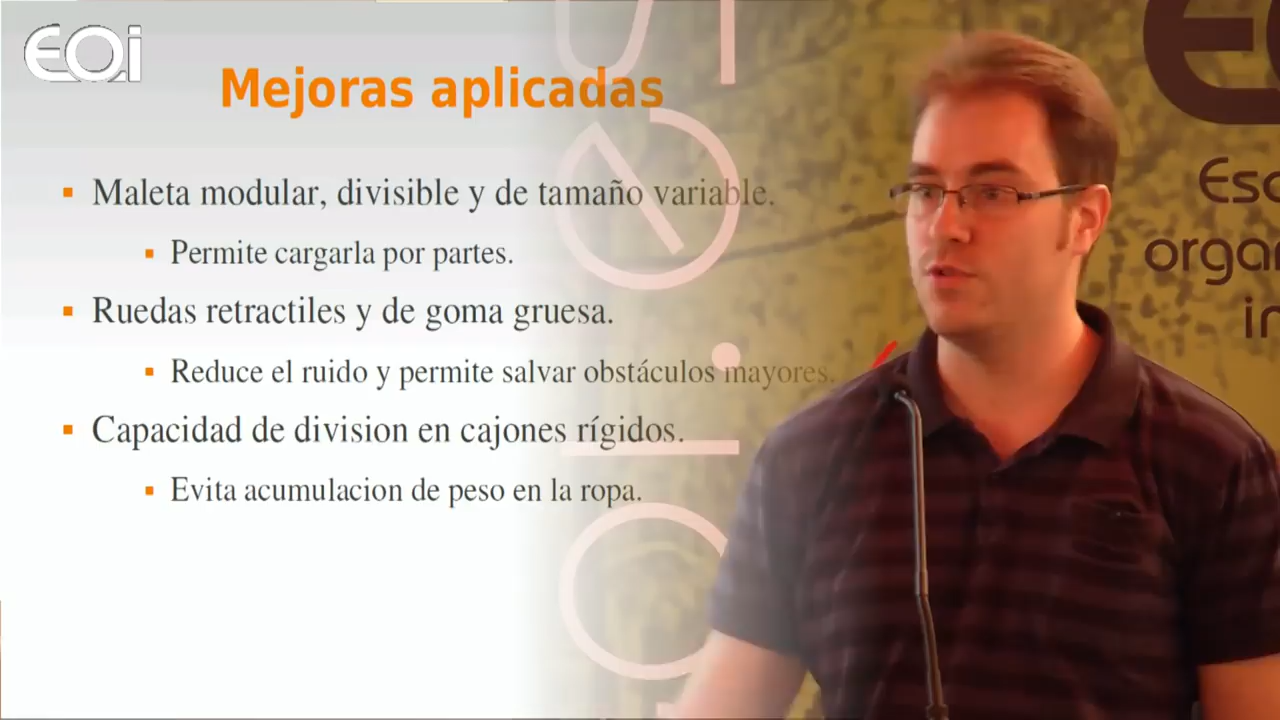 EOi
Mejoras aplicadas
Maleta modular, divisible y de tamaño variable.
Permite cargarla por partes.
Ruedas retractiles y de goma gruesa.
Reduce el ruido y permite salvar obstáculos mayores.
Capacidad de division en cajones rígidos.
Evita acumulacion de peso en la ropa.